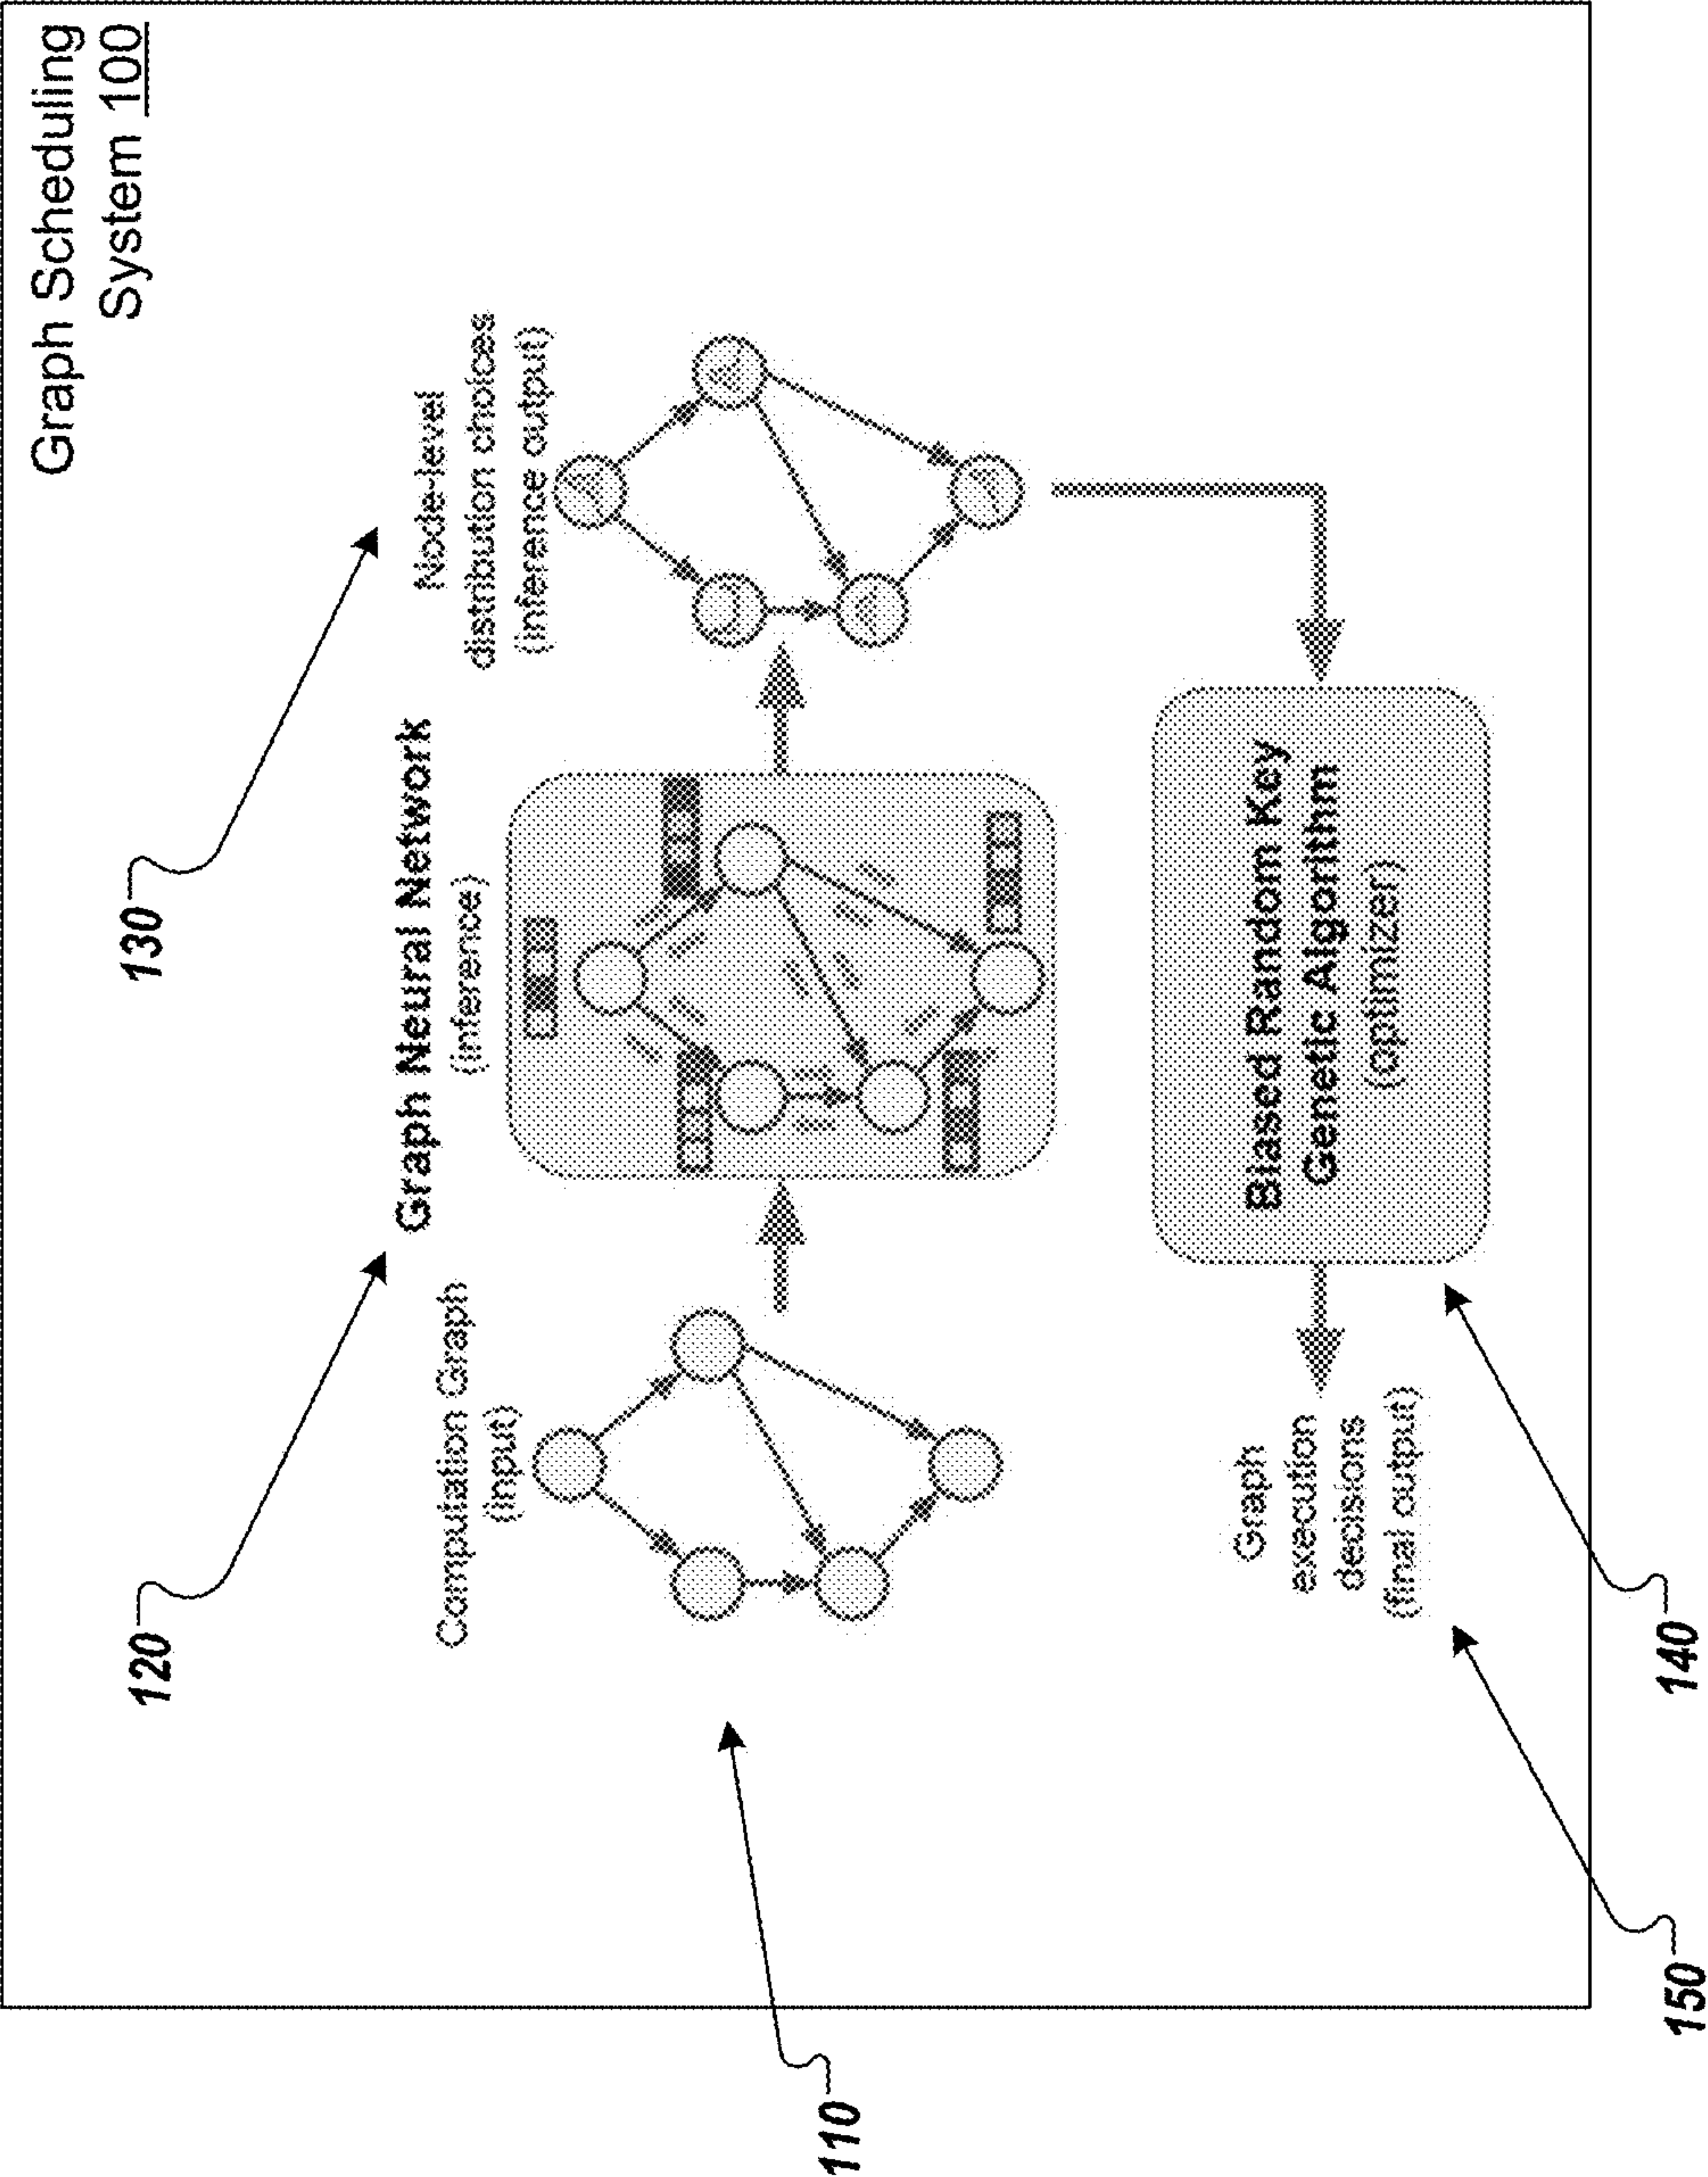 Graph Scheduling
System 100
130
120
Graph Neural Network
(inference)
Node-level
distribution choices
(inference output)
Computation Graph
(input)
110
Biased Random Key
Genetic Algorithm
(optimizer)
Graph
execution
decisions
(final output)
150
140